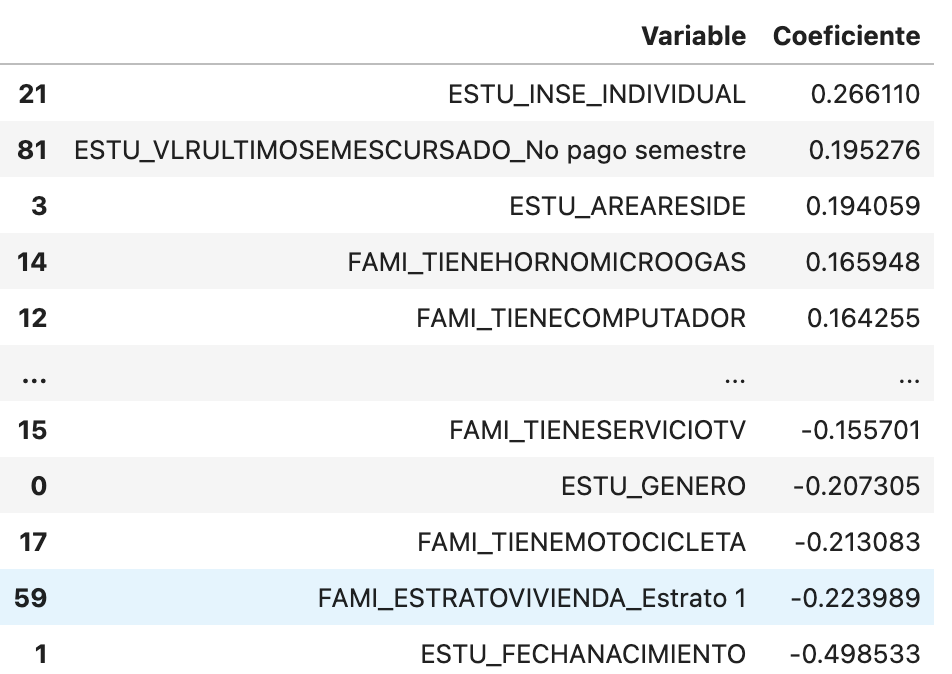 Variable Coeficiente
21 ESTU_INSE_INDIVIDUAL 0.266110
81 ESTU_VLRULTIMOSEMESCURSADO_No pago semestre 0.195276
3 ESTU_AREARESIDE 0.194059
14 FAMI_TIENEHORNOMICROOGAS 0.165948
12 FAMI_TIENECOMPUTADOR 0.164255
... ... ...
15 FAMI_TIENESERVICIOTV -0.155701
0 ESTU_GENERO -0.207305
17 FAMI_TIENEMOTOCICLETA -0.213083
59 FAMI_ESTRATOVIVIENDA_Estrato 1 -0.223989
1 ESTU_FECHANACIMIENTO -0.498533